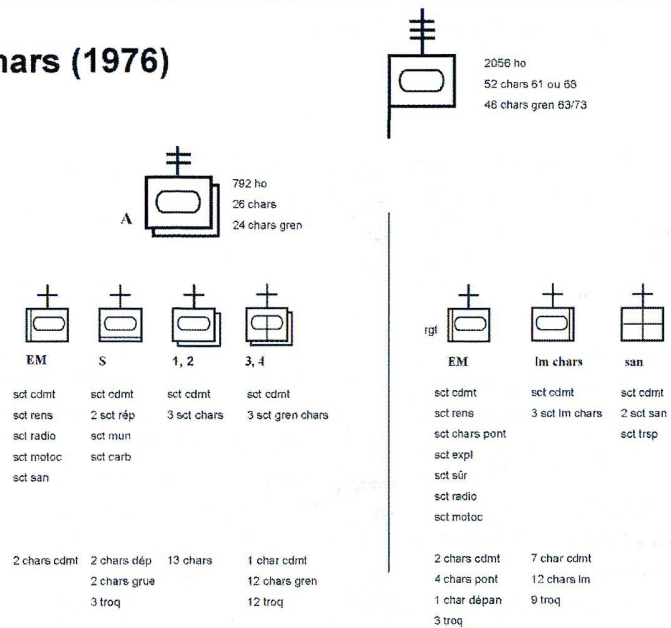 hars (1976)
2056 ho
52 chars 61 ou 68
48 chars gren 63/73
792 ho
26 chars
24 chars gren
A
rgt
EM S 1, 2 3, 4 EM lm chars san
sct cdmt sct cdmt sct cdmt sct cdmt sct cdmt sct cdmt sct cdmt
sct rens 2 sct rép 3 sct chars 3 sct gren chars sct rens 3 sct lm chars 2 sct san
sct radio sct mun sct chars pont sct trsp
sct motoc sct carb sct expl
sct san sct sûr
sct radio
sct motoc
2 chars cdmt 2 chars dép 13 chars 1 char cdmt 2 chars cdmt 7 char cdmt
2 chars grue 12 chars gren 4 chars pont 12 chars lm
3 troq 12 troq 1 char dépan 9 troq
3 troq